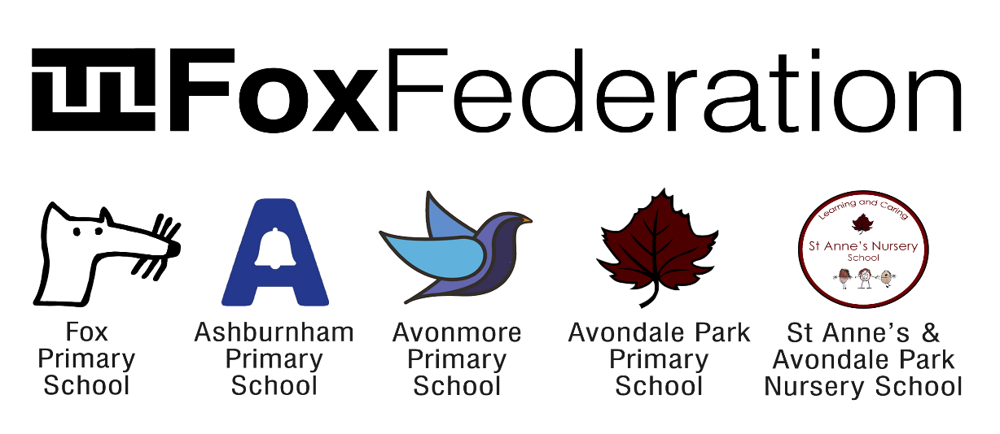 FoxFederation
Fox
Primary
School
A
Ashburnham
Primary
School
Avonmore
Primary
School
Avondale Park
Primary
School
Learning and Caring
St Anne's Nursery
School
St Anne's &
Avondale Park
Nursery School